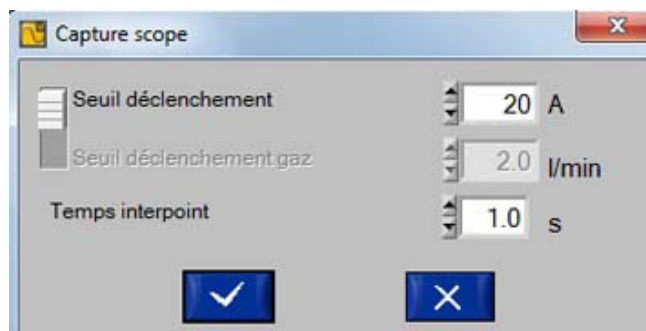 Capture scope
Seuil déclenchement 20 A
Seuil déclenchement gaz 2.0 l/min
Temps interpoint 1.0 s